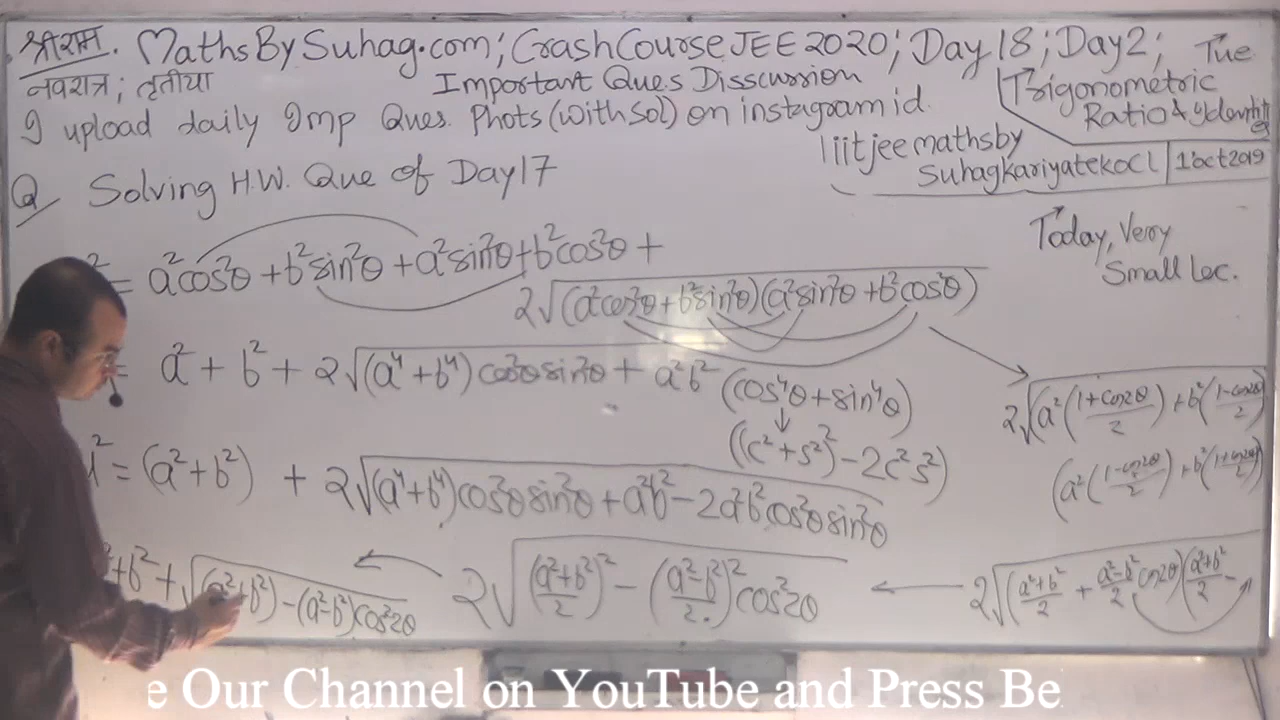 श्रीराम. MathsBySuhag.com; CrashCourse JEE 2020; Day 18; Day2; Tue
नवरात्र; तृतीया Important Ques Disscussion
Trigonometric
Ratio &
I upload daily Imp Ques. Phots (with Sol) on instagram id.
iitjeemathsby
SuhagkariyatekoCl | 1 oct 2019
Q Solving H.W. Que of Day 17
Today, Very
Small Lec.
² = a²cos²θ + b²sin²θ + a²sin²θ + b²cos²θ +
2√(a²cos²θ + b²sin²θ)(a²sin²θ + b²cos²θ)
= a² + b² + 2√(a⁴ + b⁴) cos²θ sin²θ + a²b² (cos⁴θ + sin⁴θ)
((c² + s²)² − 2c²s²)
2√(a²((1+cos2θ)/2) + b²((1−cos2θ)/2)
(a²((1−cos2θ)/2) + b²((1+cos2θ)/2))
² = (a² + b²) + 2√(a⁴ + b⁴) cos²θ sin²θ + a²b² − 2a²b² cos²θ sin²θ
2√((a²+b²)/2 + (a²−b²)/2 cos2θ)((a²+b²)/2 −
2√((a²+b²)/2)² − ((a²−b²)/2)² cos²2θ
² + b² + √(a²+b²) − (a²−b²) cos²2θ
e Our Channel on YouTube and Press Be